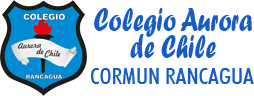 COLEGIO
Aurora
de Chile
RANCAGUA
Colegio Aurora
de Chile
CORMUN RANCAGUA